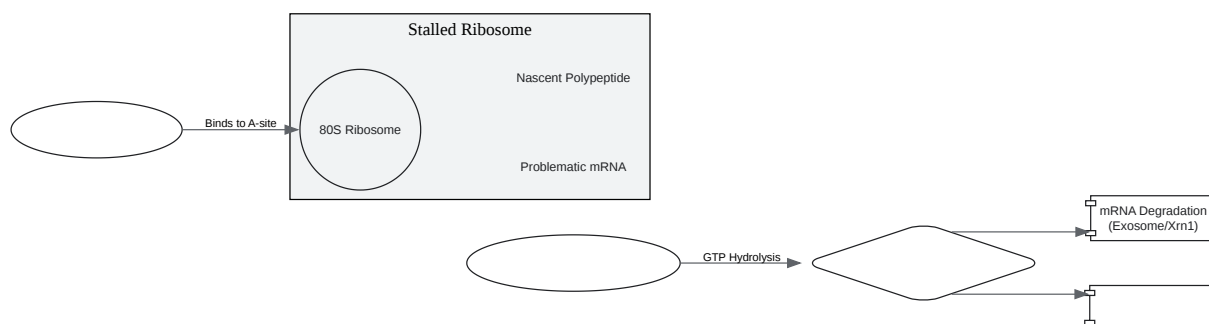 Stalled Ribosome
Nascent Polypeptide
Binds to A-site
80S Ribosome
Problematic mRNA
mRNA Degradation
(Exosome/Xrn1)
GTP Hydrolysis